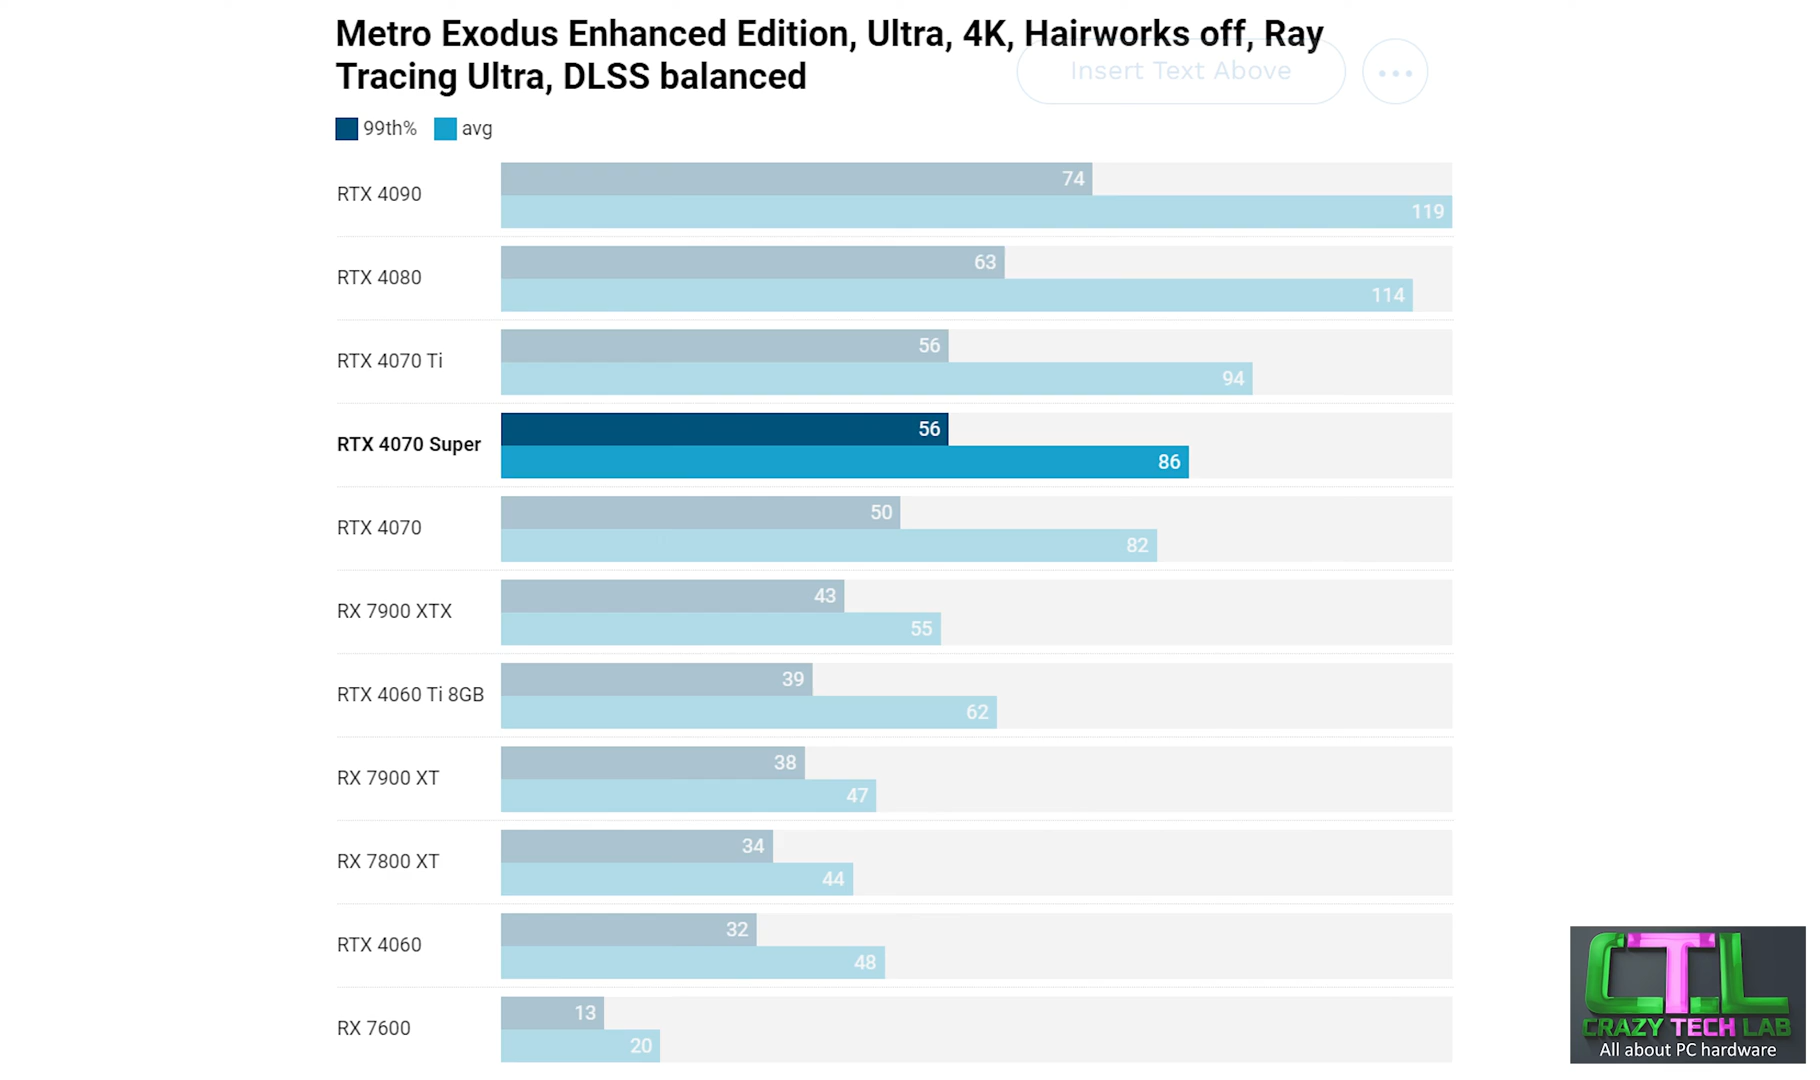 Metro Exodus Enhanced Edition, Ultra, 4K, Hairworks off, Ray
Tracing Ultra, DLSS balanced
Insert Text Above
99th% avg
RTX 4090
74
119
RTX 4080
63
114
RTX 4070 Ti
56
94
RTX 4070 Super
56
86
RTX 4070
50
82
RX 7900 XTX
43
55
RTX 4060 Ti 8GB
39
62
RX 7900 XT
38
47
RX 7800 XT
34
44
RTX 4060
32
48
RX 7600
13
20
CTL
CRAZY TECH LAB
All about PC hardware